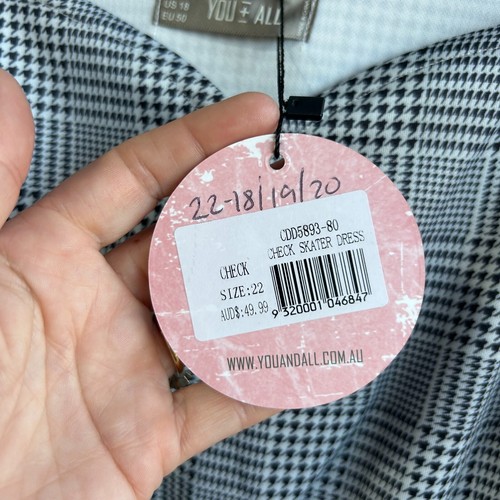 US 18
EU 50
YOU + ALL
22-18/19/20
CDD5893-80
CHECK SKATER DRESS
CHECK
SIZE:22
AUD$:49.99
9 320001 046847
WWW.YOUANDALL.COM.AU